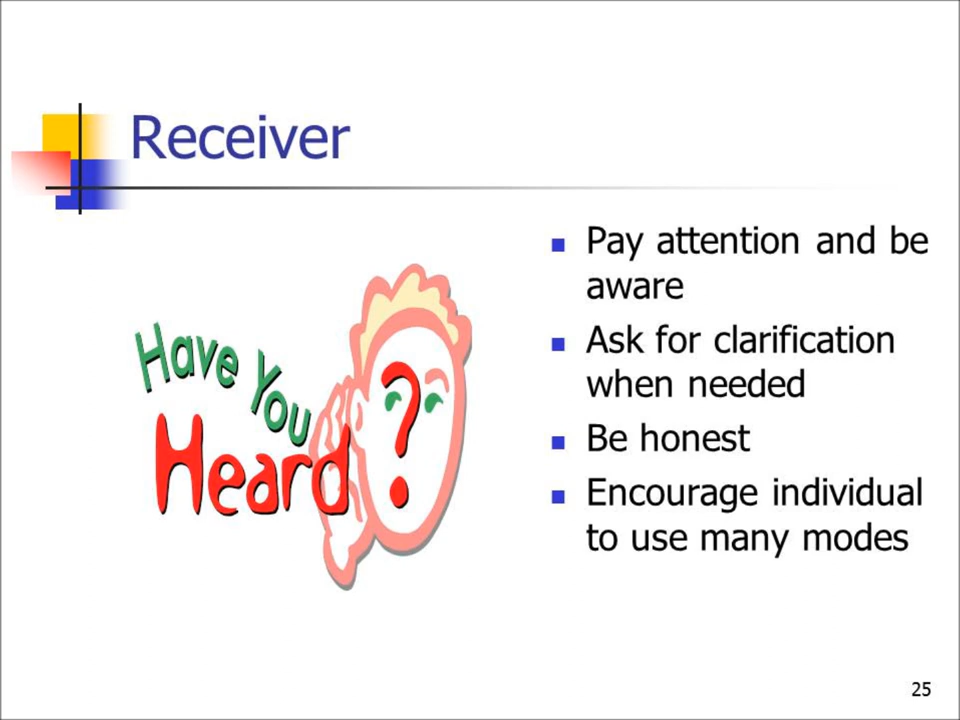 Receiver
Have You
Heard?
Pay attention and be
aware
Ask for clarification
when needed
Be honest
Encourage individual
to use many modes
25